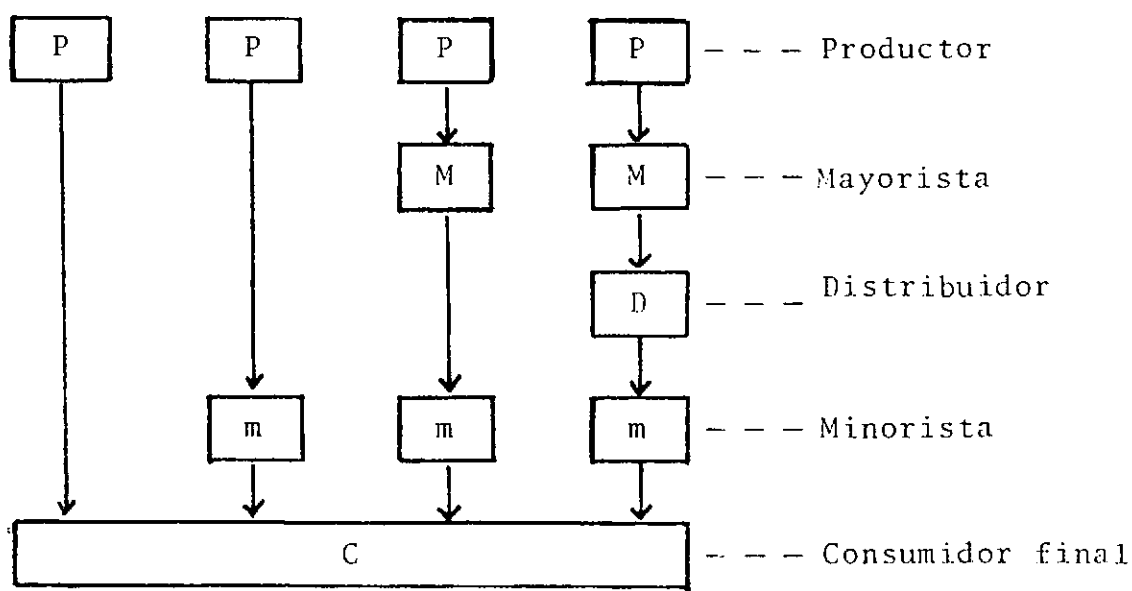 P P P P - - - Productor
M M - - - Mayorista
D - - - Distribuidor
m m m - - - Minorista
C - - - Consumidor final